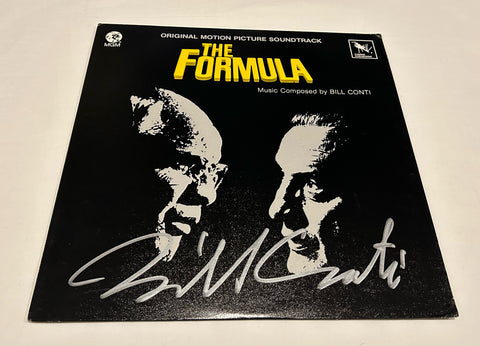 ORIGINAL MOTION PICTURE SOUNDTRACK
MGM
THE
FORMULA
Music Composed by BILL CONTI
Bill Conti